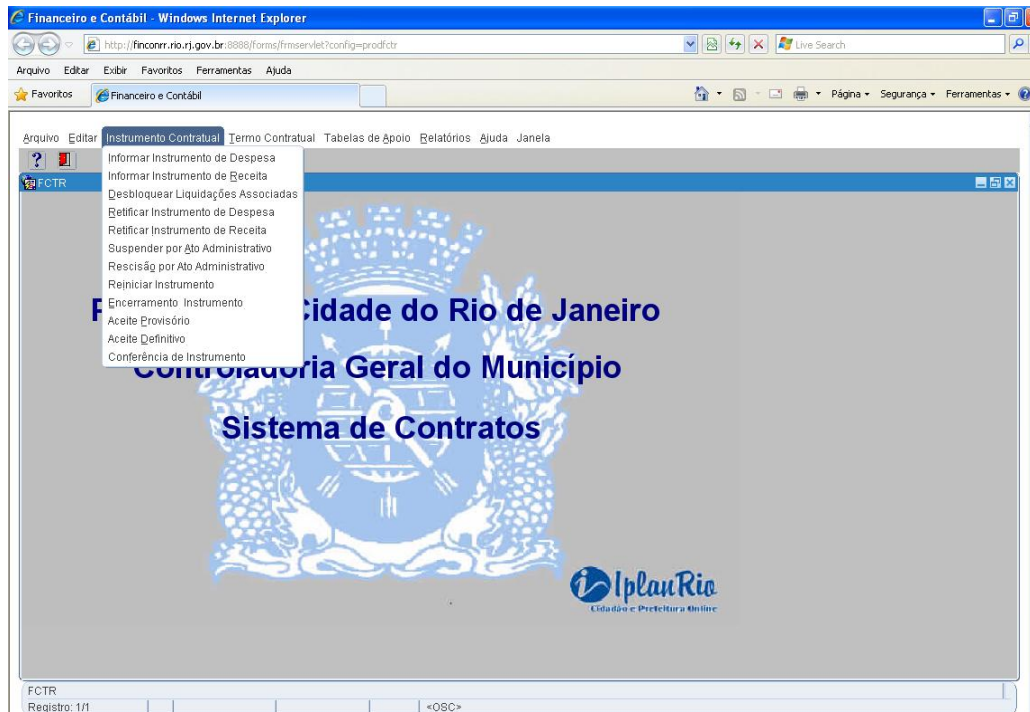 Financeiro e Contábil - Windows Internet Explorer
http://finconrr.rio.rj.gov.br:8888/forms/frmservlet?config=prodfctr
Live Search
Arquivo Editar Exibir Favoritos Ferramentas Ajuda
Favoritos Financeiro e Contábil Página Segurança Ferramentas
Arquivo Editar Instrumento Contratual Termo Contratual Tabelas de Apoio Relatórios Ajuda Janela
FCTR
Informar Instrumento de Despesa
Informar Instrumento de Receita
Desbloquear Liquidações Associadas
Retificar Instrumento de Despesa
Retificar Instrumento de Receita
Suspender por Ato Administrativo
Rescisão por Ato Administrativo
Reiniciar Instrumento
Encerramento Instrumento
Aceite Provisório
Aceite Definitivo
Conferência de Instrumento
Cidade do Rio de Janeiro
Controladoria Geral do Município
Sistema de Contratos
IplanRio
Cidadão e Prefeitura Online
FCTR
Registro: 1/1 <OSC>